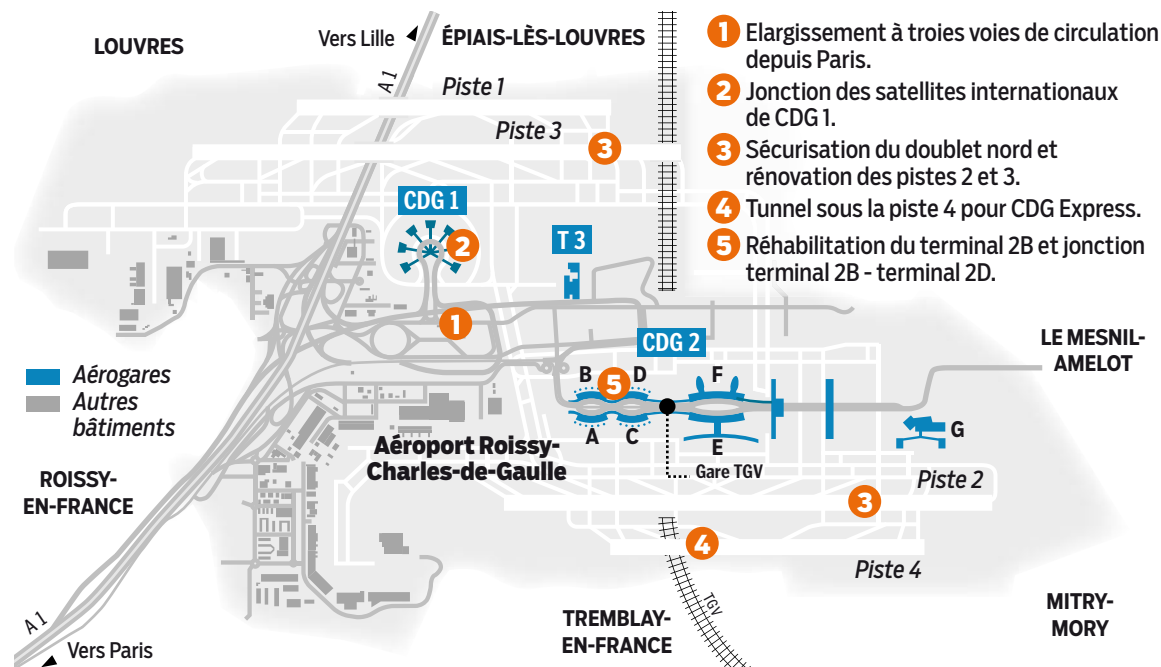 LOUVRES
Vers Lille
ÉPIAIS-LÈS-LOUVRES
A 1
Piste 1
Piste 3
3
1 Elargissement à troies voies de circulation
depuis Paris.
2 Jonction des satellites internationaux
de CDG 1.
3 Sécurisation du doublet nord et
rénovation des pistes 2 et 3.
4 Tunnel sous la piste 4 pour CDG Express.
5 Réhabilitation du terminal 2B et jonction
terminal 2B - terminal 2D.
CDG 1
2
T 3
1
CDG 2
LE MESNIL-
AMELOT
Aérogares
Autres
bâtiments
B
5
D
F
A
C
E
G
Aéroport Roissy-
Charles-de-Gaulle
Gare TGV
ROISSY-
EN-FRANCE
Piste 2
3
4
Piste 4
TGV
TREMBLAY-
EN-FRANCE
MITRY-
MORY
A 1
Vers Paris